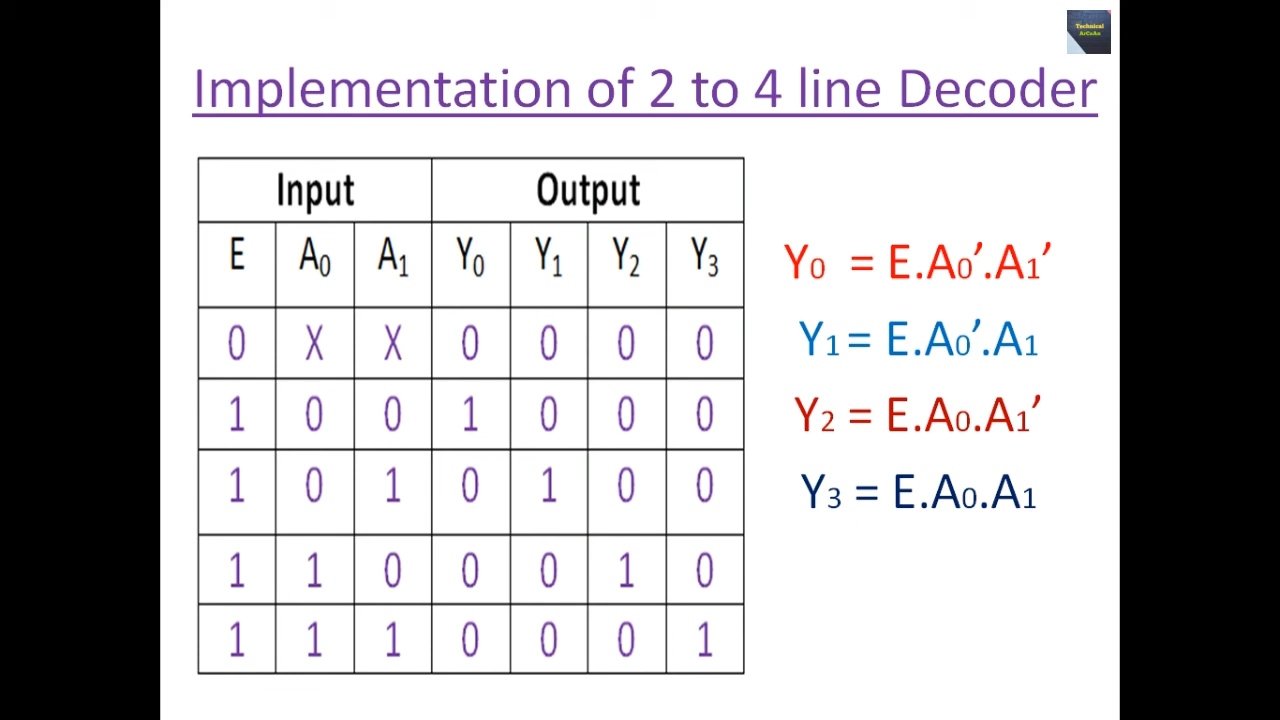 Technical
ArCoAo
Implementation of 2 to 4 line Decoder
Input Output
E A0 A1 Y0 Y1 Y2 Y3
0 X X 0 0 0 0
1 0 0 1 0 0 0
1 0 1 0 1 0 0
1 1 0 0 0 1 0
1 1 1 0 0 0 1
Y0 = E.A0’.A1’
Y1 = E.A0’.A1
Y2 = E.A0.A1’
Y3 = E.A0.A1